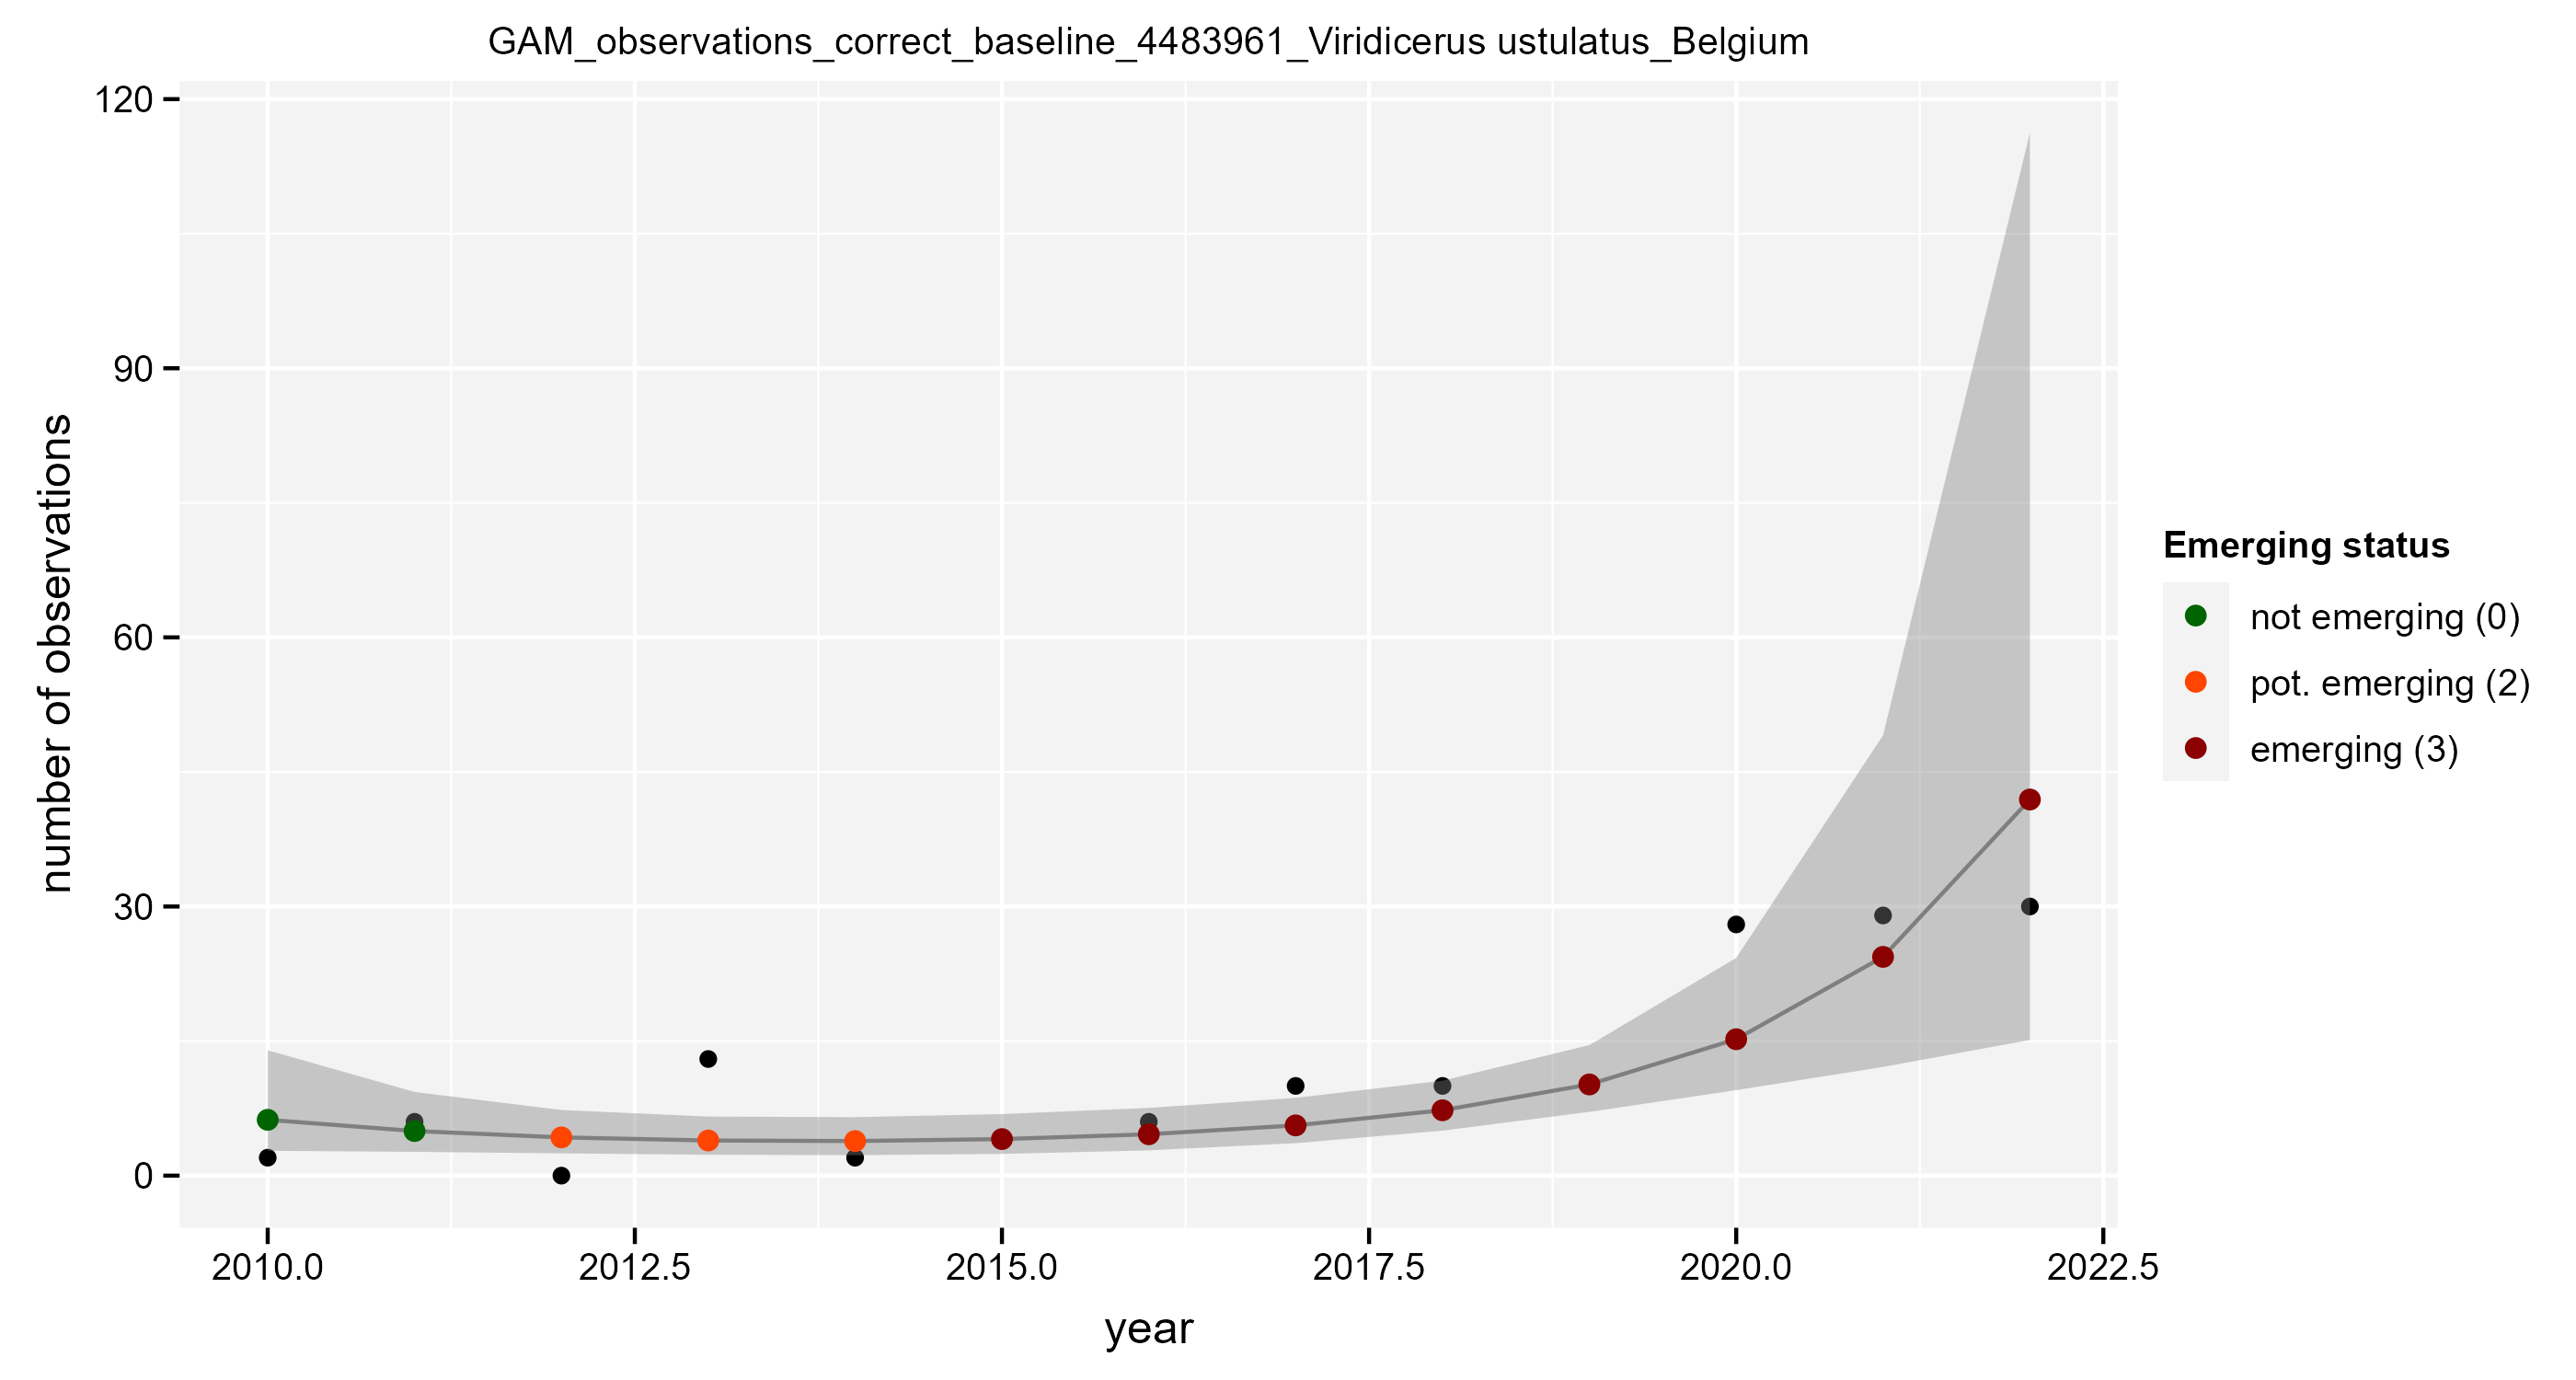 GAM_observations_correct_baseline_4483961_Viridicerus ustulatus_Belgium
120
90
60
30
0
number of observations
2010.0 2012.5 2015.0 2017.5 2020.0 2022.5
year
Emerging status
not emerging (0)
pot. emerging (2)
emerging (3)